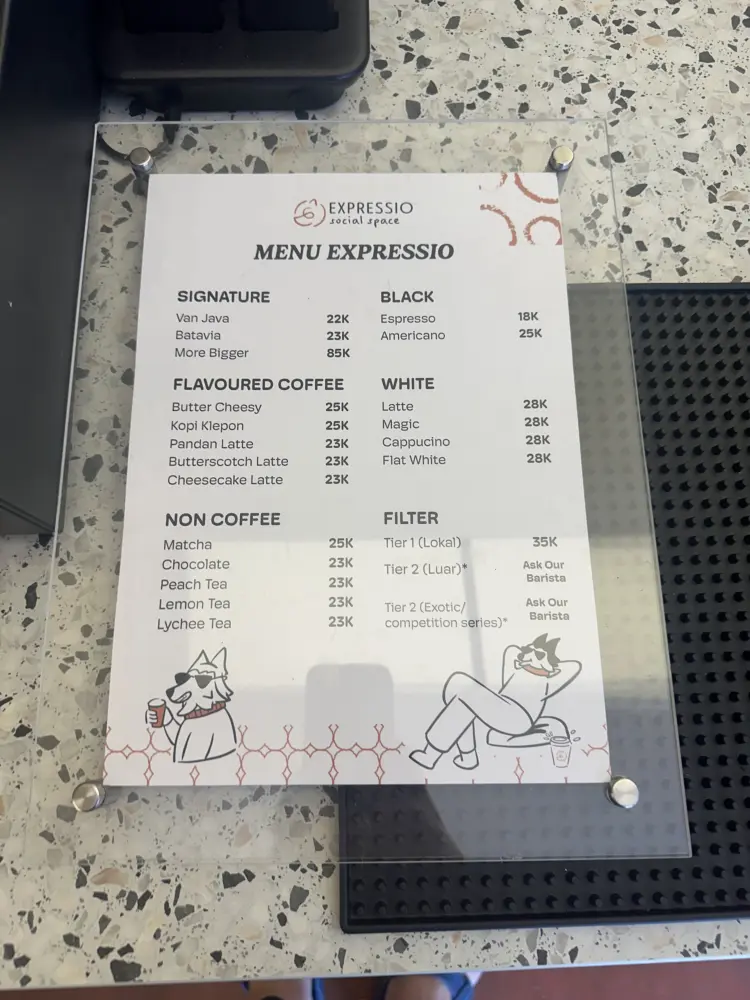 EXPRESSIO
social space
MENU EXPRESSIO
SIGNATURE
Van Java 22K
Batavia 23K
More Bigger 85K
FLAVOURED COFFEE
Butter Cheesy 25K
Kopi Klepon 25K
Pandan Latte 23K
Butterscotch Latte 23K
Cheesecake Latte 23K
NON COFFEE
Matcha 25K
Chocolate 23K
Peach Tea 23K
Lemon Tea 23K
Lychee Tea 23K
BLACK
Espresso 18K
Americano 25K
WHITE
Latte 28K
Magic 28K
Cappucino 28K
Flat White 28K
FILTER
Tier 1 (Lokal) 35K
Tier 2 (Luar)* Ask Our
Barista
Tier 2 (Exotic/ Ask Our
competition series)* Barista